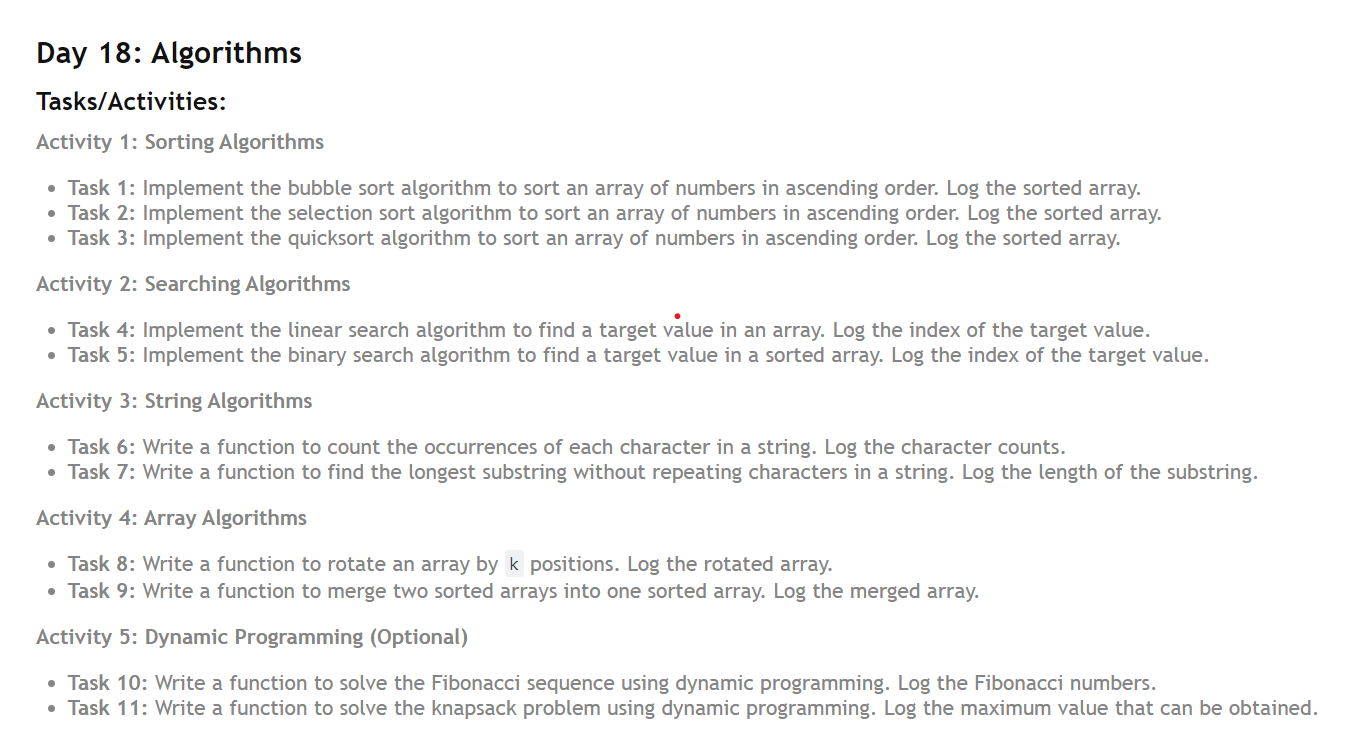 Day 18: Algorithms
Tasks/Activities:
Activity 1: Sorting Algorithms
• Task 1: Implement the bubble sort algorithm to sort an array of numbers in ascending order. Log the sorted array.
• Task 2: Implement the selection sort algorithm to sort an array of numbers in ascending order. Log the sorted array.
• Task 3: Implement the quicksort algorithm to sort an array of numbers in ascending order. Log the sorted array.
Activity 2: Searching Algorithms
• Task 4: Implement the linear search algorithm to find a target value in an array. Log the index of the target value.
• Task 5: Implement the binary search algorithm to find a target value in a sorted array. Log the index of the target value.
Activity 3: String Algorithms
• Task 6: Write a function to count the occurrences of each character in a string. Log the character counts.
• Task 7: Write a function to find the longest substring without repeating characters in a string. Log the length of the substring.
Activity 4: Array Algorithms
• Task 8: Write a function to rotate an array by k positions. Log the rotated array.
• Task 9: Write a function to merge two sorted arrays into one sorted array. Log the merged array.
Activity 5: Dynamic Programming (Optional)
• Task 10: Write a function to solve the Fibonacci sequence using dynamic programming. Log the Fibonacci numbers.
• Task 11: Write a function to solve the knapsack problem using dynamic programming. Log the maximum value that can be obtained.